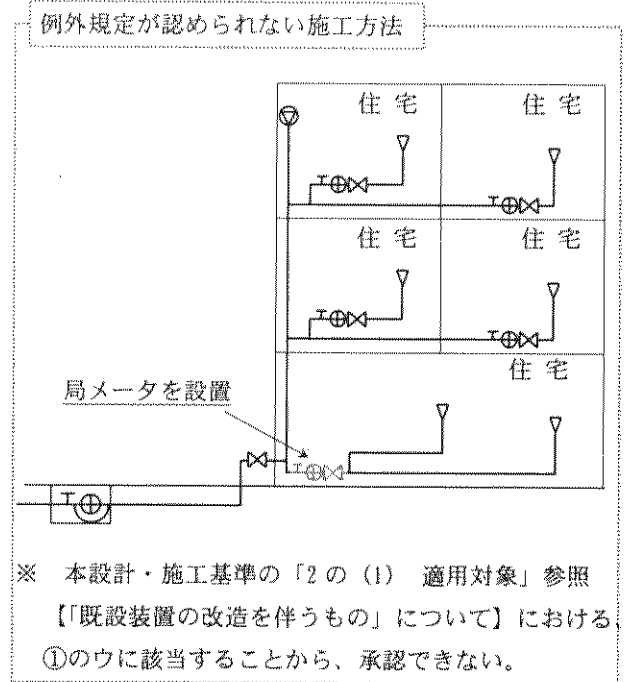 例外規定が認められない施工方法
住 宅
住 宅
住 宅
住 宅
住 宅
局メータを設置
※　本設計・施工基準の「2 の (1)　適用対象」参照
【「既設装置の改造を伴うもの」について】における、
①のウに該当することから、承認できない。